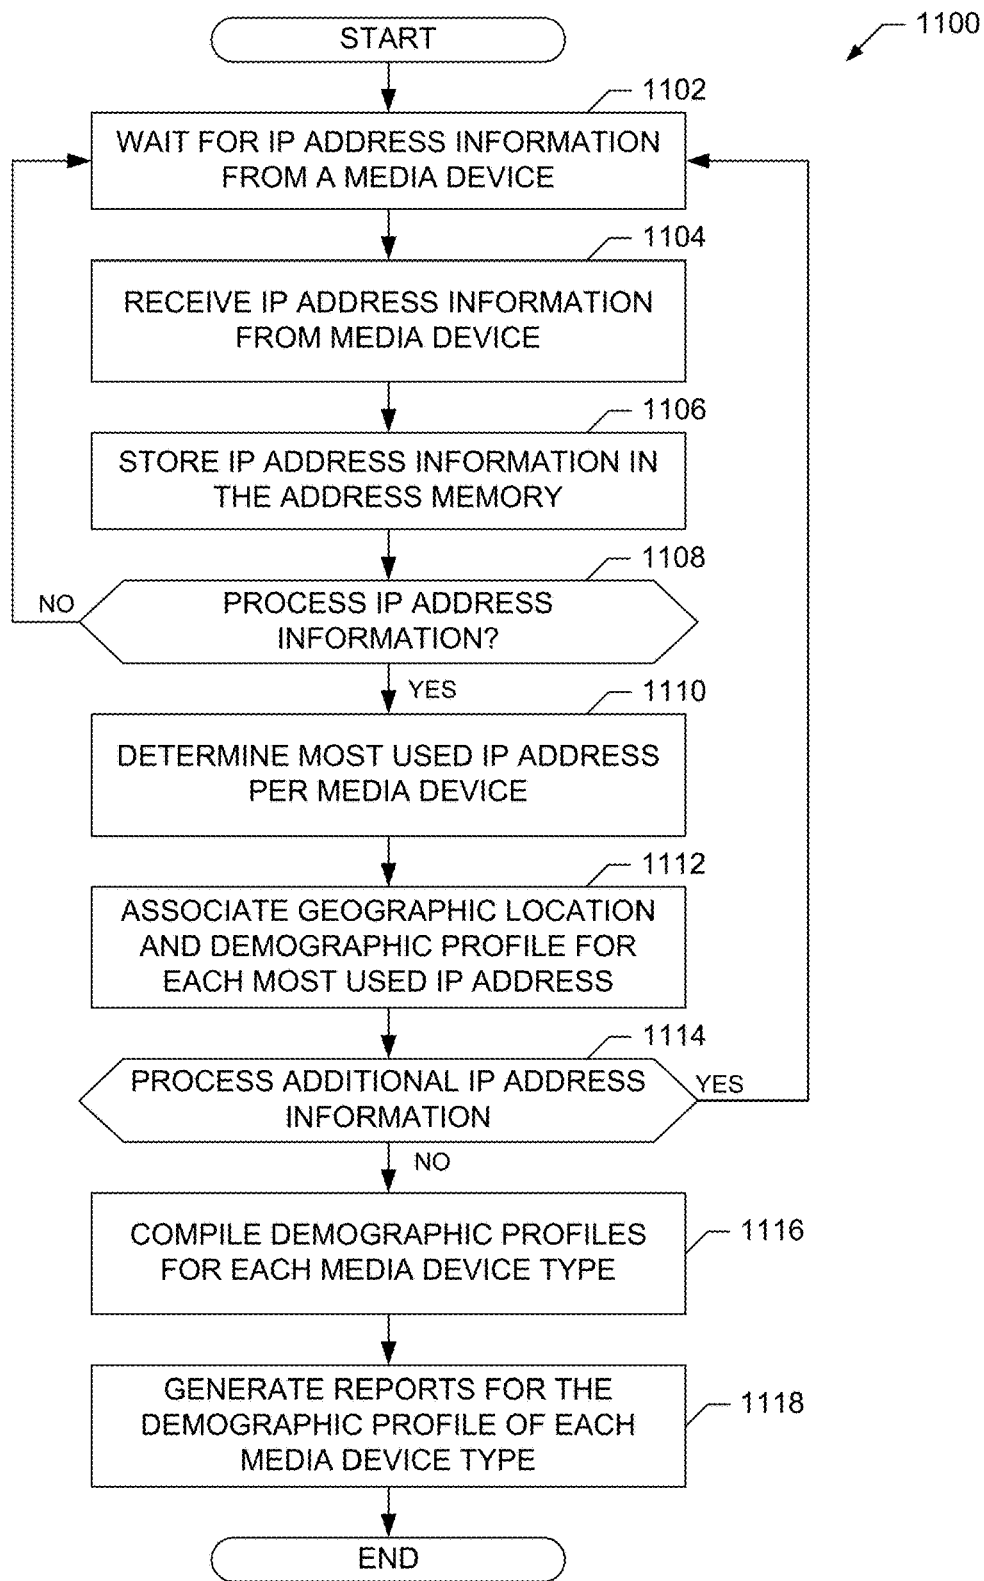 1100
START
1102
WAIT FOR IP ADDRESS INFORMATION
FROM A MEDIA DEVICE
1104
RECEIVE IP ADDRESS INFORMATION
FROM MEDIA DEVICE
1106
STORE IP ADDRESS INFORMATION IN
THE ADDRESS MEMORY
1108
NO
PROCESS IP ADDRESS
INFORMATION?
YES
1110
DETERMINE MOST USED IP ADDRESS
PER MEDIA DEVICE
1112
ASSOCIATE GEOGRAPHIC LOCATION
AND DEMOGRAPHIC PROFILE FOR
EACH MOST USED IP ADDRESS
1114
PROCESS ADDITIONAL IP ADDRESS
INFORMATION
YES
NO
COMPILE DEMOGRAPHIC PROFILES
FOR EACH MEDIA DEVICE TYPE
1116
GENERATE REPORTS FOR THE
DEMOGRAPHIC PROFILE OF EACH
MEDIA DEVICE TYPE
1118
END